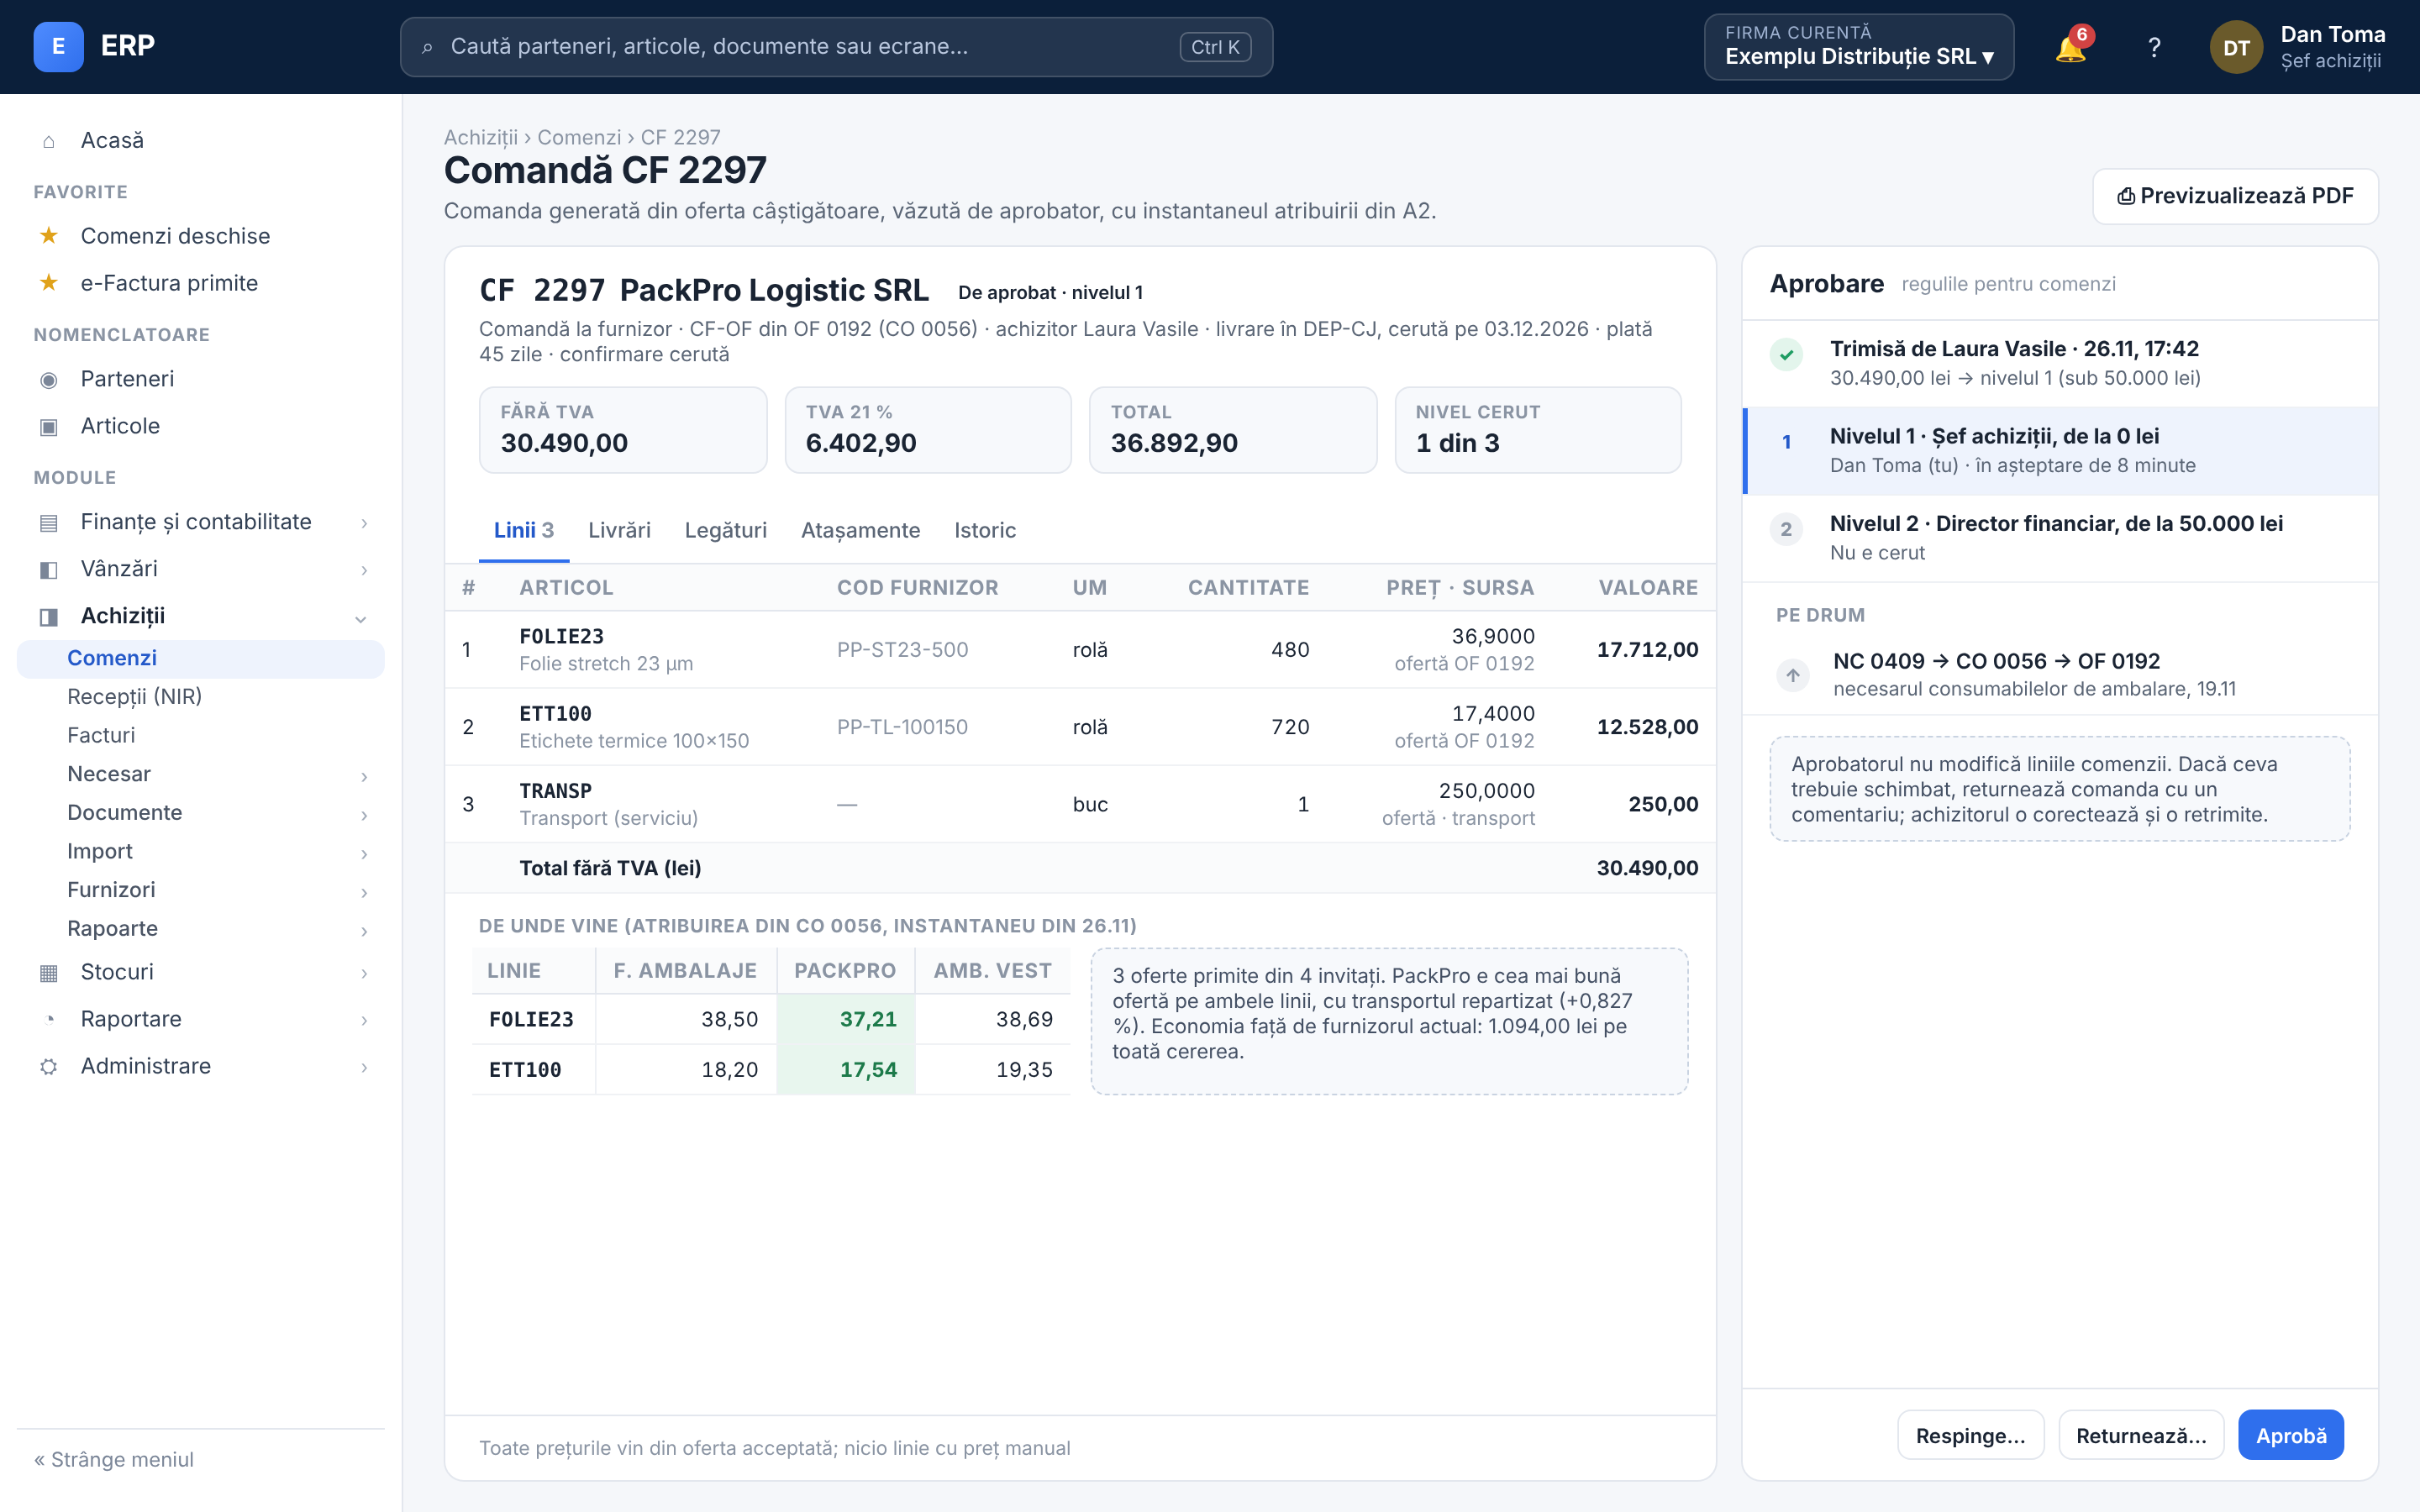 E ERP
Caută parteneri, articole, documente sau ecrane... Ctrl K
FIRMA CURENTĂ
Exemplu Distribuție SRL ▾
6
?
DT
Dan Toma
Șef achiziții
Acasă
FAVORITE
★ Comenzi deschise
★ e-Factura primite
NOMENCLATOARE
Parteneri
Articole
MODULE
Finanțe și contabilitate ›
Vânzări ›
Achiziții
Comenzi
Recepții (NIR)
Facturi
Necesar ›
Documente ›
Import ›
Furnizori ›
Rapoarte ›
Stocuri ›
Raportare ›
Administrare ›
« Strânge meniul
Achiziții › Comenzi › CF 2297
Comandă CF 2297
Comanda generată din oferta câștigătoare, văzută de aprobator, cu instantaneul atribuirii din A2.
Previzualizează PDF
CF 2297 PackPro Logistic SRL De aprobat · nivelul 1
Comandă la furnizor · CF-OF din OF 0192 (CO 0056) · achizitor Laura Vasile · livrare în DEP-CJ, cerută pe 03.12.2026 · plată
45 zile · confirmare cerută
FĂRĂ TVA
30.490,00
TVA 21 %
6.402,90
TOTAL
36.892,90
NIVEL CERUT
1 din 3
Linii 3 Livrări Legături Atașamente Istoric
# ARTICOL COD FURNIZOR UM CANTITATE PREȚ · SURSA VALOARE
1 FOLIE23 PP-ST23-500 rolă 480 36,9000 17.712,00
Folie stretch 23 µm ofertă OF 0192
2 ETT100 PP-TL-100150 rolă 720 17,4000 12.528,00
Etichete termice 100×150 ofertă OF 0192
3 TRANSP — buc 1 250,0000 250,00
Transport (serviciu) ofertă · transport
Total fără TVA (lei) 30.490,00
DE UNDE VINE (ATRIBUIREA DIN CO 0056, INSTANTANEU DIN 26.11)
LINIE F. AMBALAJE PACKPRO AMB. VEST
FOLIE23 38,50 37,21 38,69
ETT100 18,20 17,54 19,35
3 oferte primite din 4 invitați. PackPro e cea mai bună
ofertă pe ambele linii, cu transportul repartizat (+0,827
%). Economia față de furnizorul actual: 1.094,00 lei pe
toată cererea.
Toate prețurile vin din oferta acceptată; nicio linie cu preț manual
Aprobare regulile pentru comenzi
Trimisă de Laura Vasile · 26.11, 17:42
30.490,00 lei → nivelul 1 (sub 50.000 lei)
1 Nivelul 1 · Șef achiziții, de la 0 lei
Dan Toma (tu) · în așteptare de 8 minute
2 Nivelul 2 · Director financiar, de la 50.000 lei
Nu e cerut
PE DRUM
NC 0409 → CO 0056 → OF 0192
necesarul consumabilelor de ambalare, 19.11
Aprobatorul nu modifică liniile comenzii. Dacă ceva
trebuie schimbat, returnează comanda cu un
comentariu; achizitorul o corectează și o retrimite.
Respinge... Returnează... Aprobă